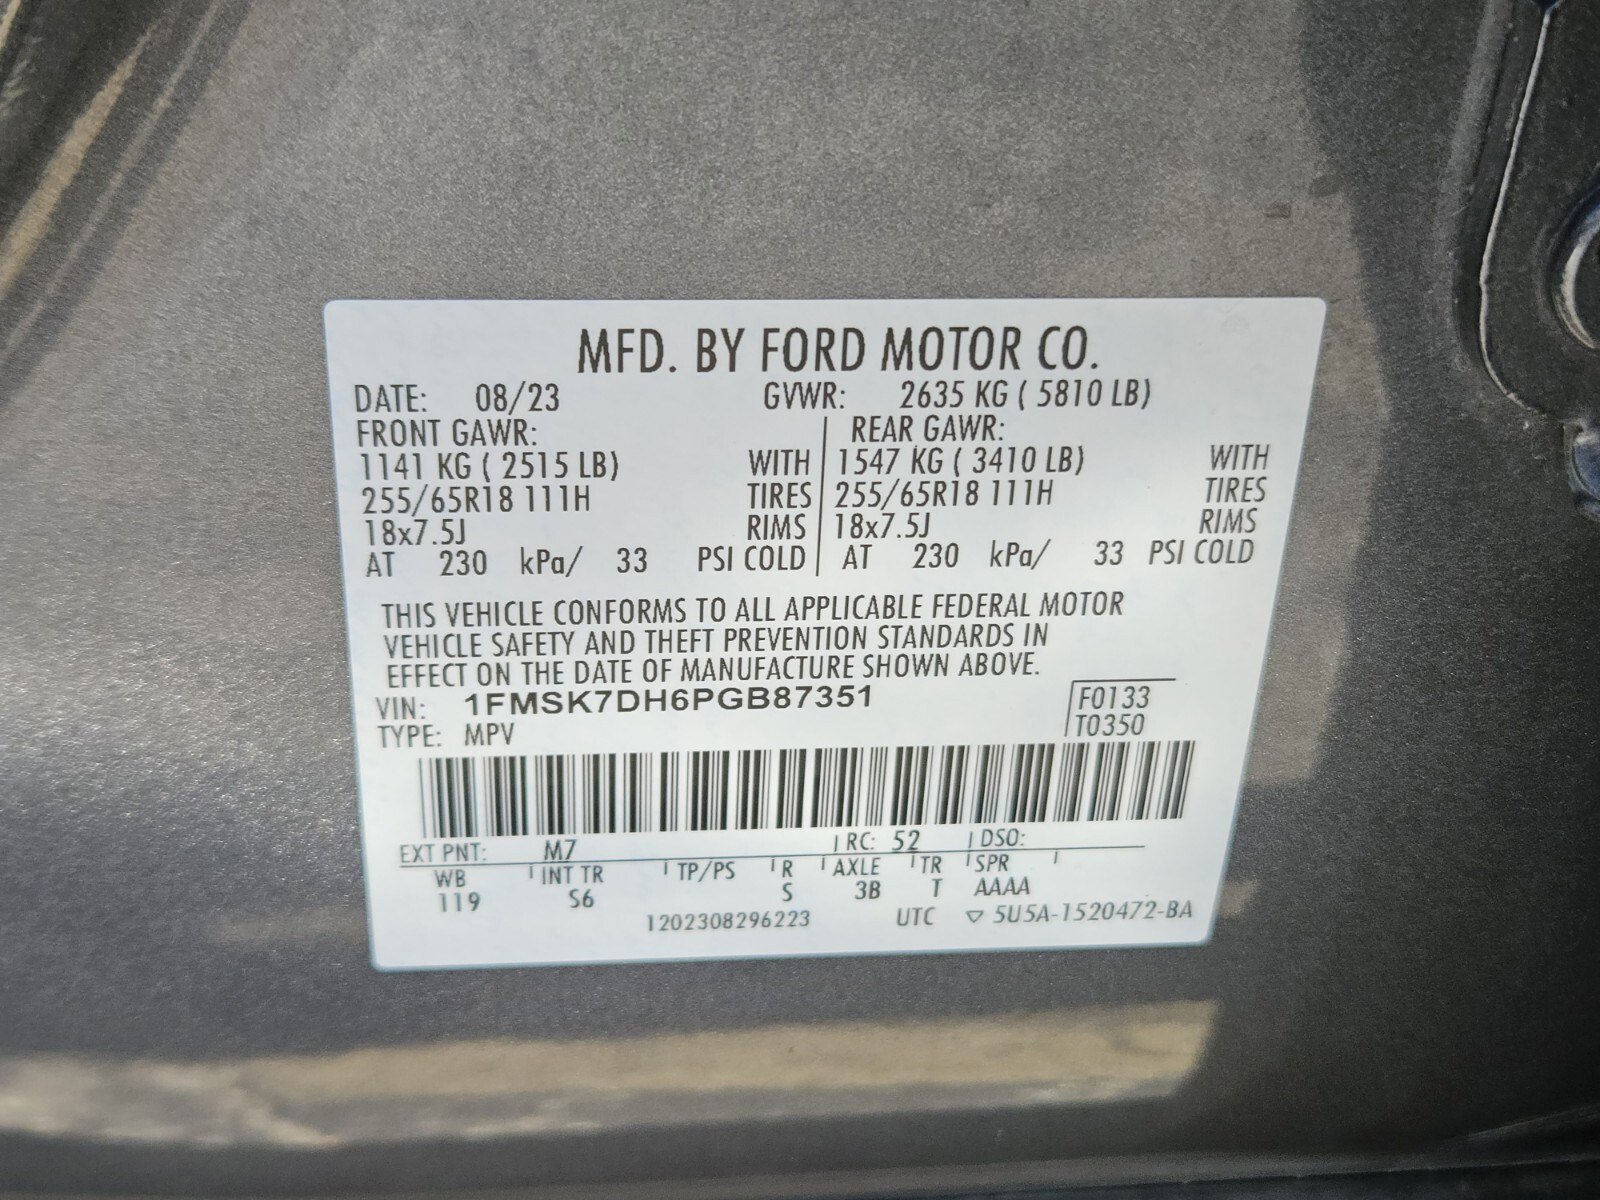 MFD. BY FORD MOTOR CO.
DATE: 08/23 GVWR: 2635 KG ( 5810 LB)
FRONT GAWR: REAR GAWR:
1141 KG ( 2515 LB) WITH 1547 KG ( 3410 LB) WITH
255/65R18 111H TIRES 255/65R18 111H TIRES
18x7.5J RIMS 18x7.5J RIMS
AT 230 kPa/ 33 PSI COLD AT 230 kPa/ 33 PSI COLD
THIS VEHICLE CONFORMS TO ALL APPLICABLE FEDERAL MOTOR
VEHICLE SAFETY AND THEFT PREVENTION STANDARDS IN
EFFECT ON THE DATE OF MANUFACTURE SHOWN ABOVE.
VIN: 1FMSK7DH6PGB87351 F0133
TYPE: MPV T0350
EXT PNT: M7 RC: 52 DSO:
WB INT TR TP/PS R AXLE TR SPR
119 S6 S 3B T AAAA
1202308296223 UTC ▽ 5U5A-1520472-BA